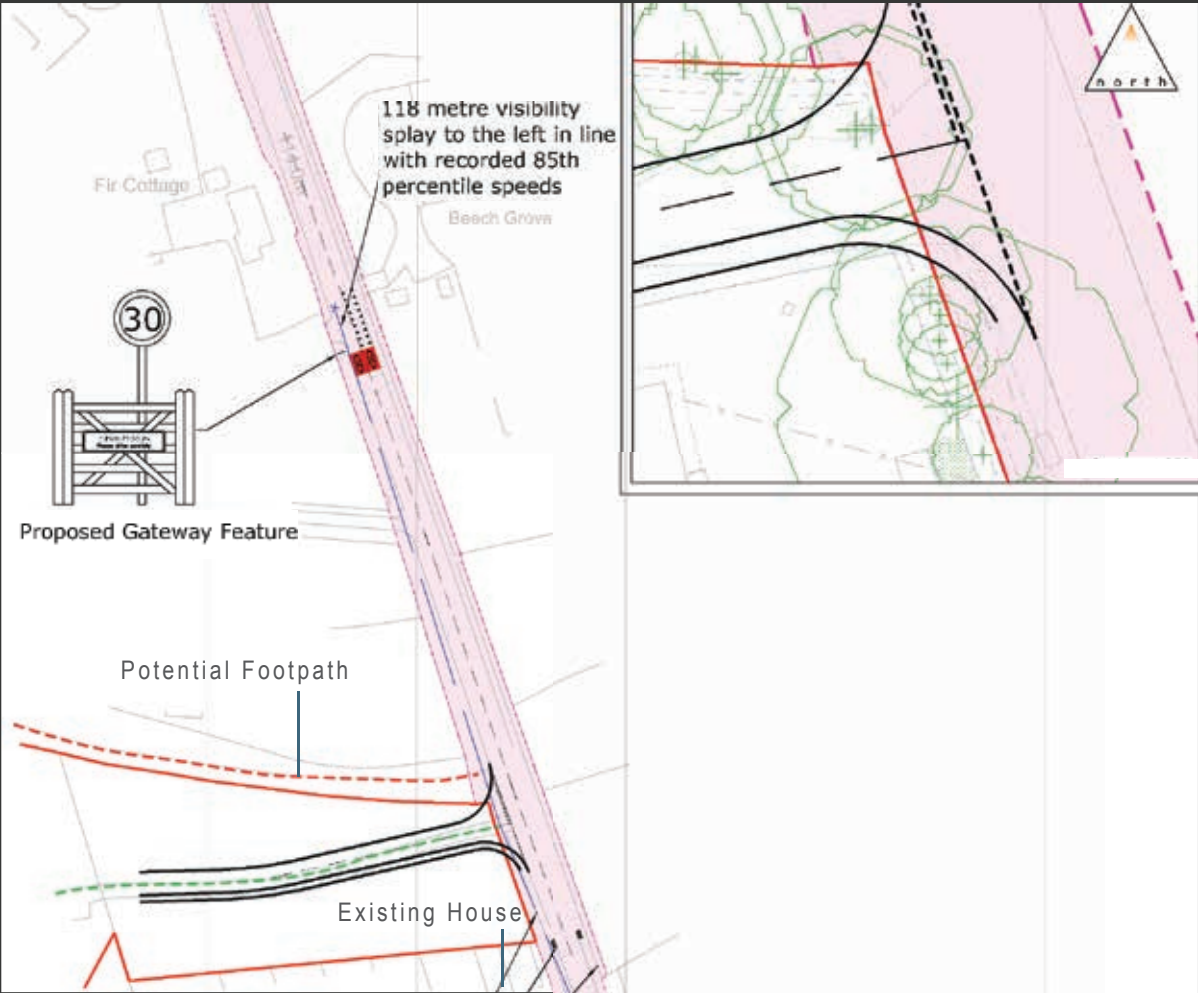 118 metre visibility
splay to the left in line
with recorded 85th
percentile speeds
north
Fir Cottage
Beech Grove
30
Proposed Gateway Feature
Potential Footpath
Existing House